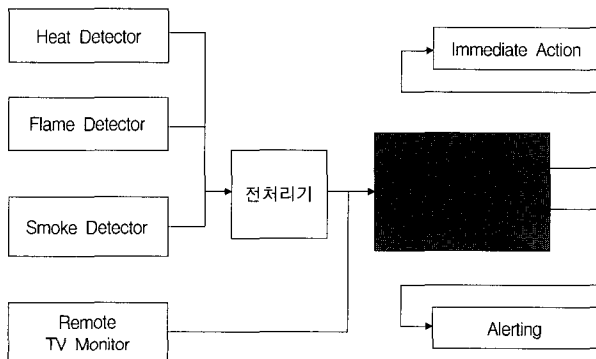 Heat Detector
Flame Detector
Smoke Detector
Remote
TV Monitor
전처리기
Immediate Action
Alerting